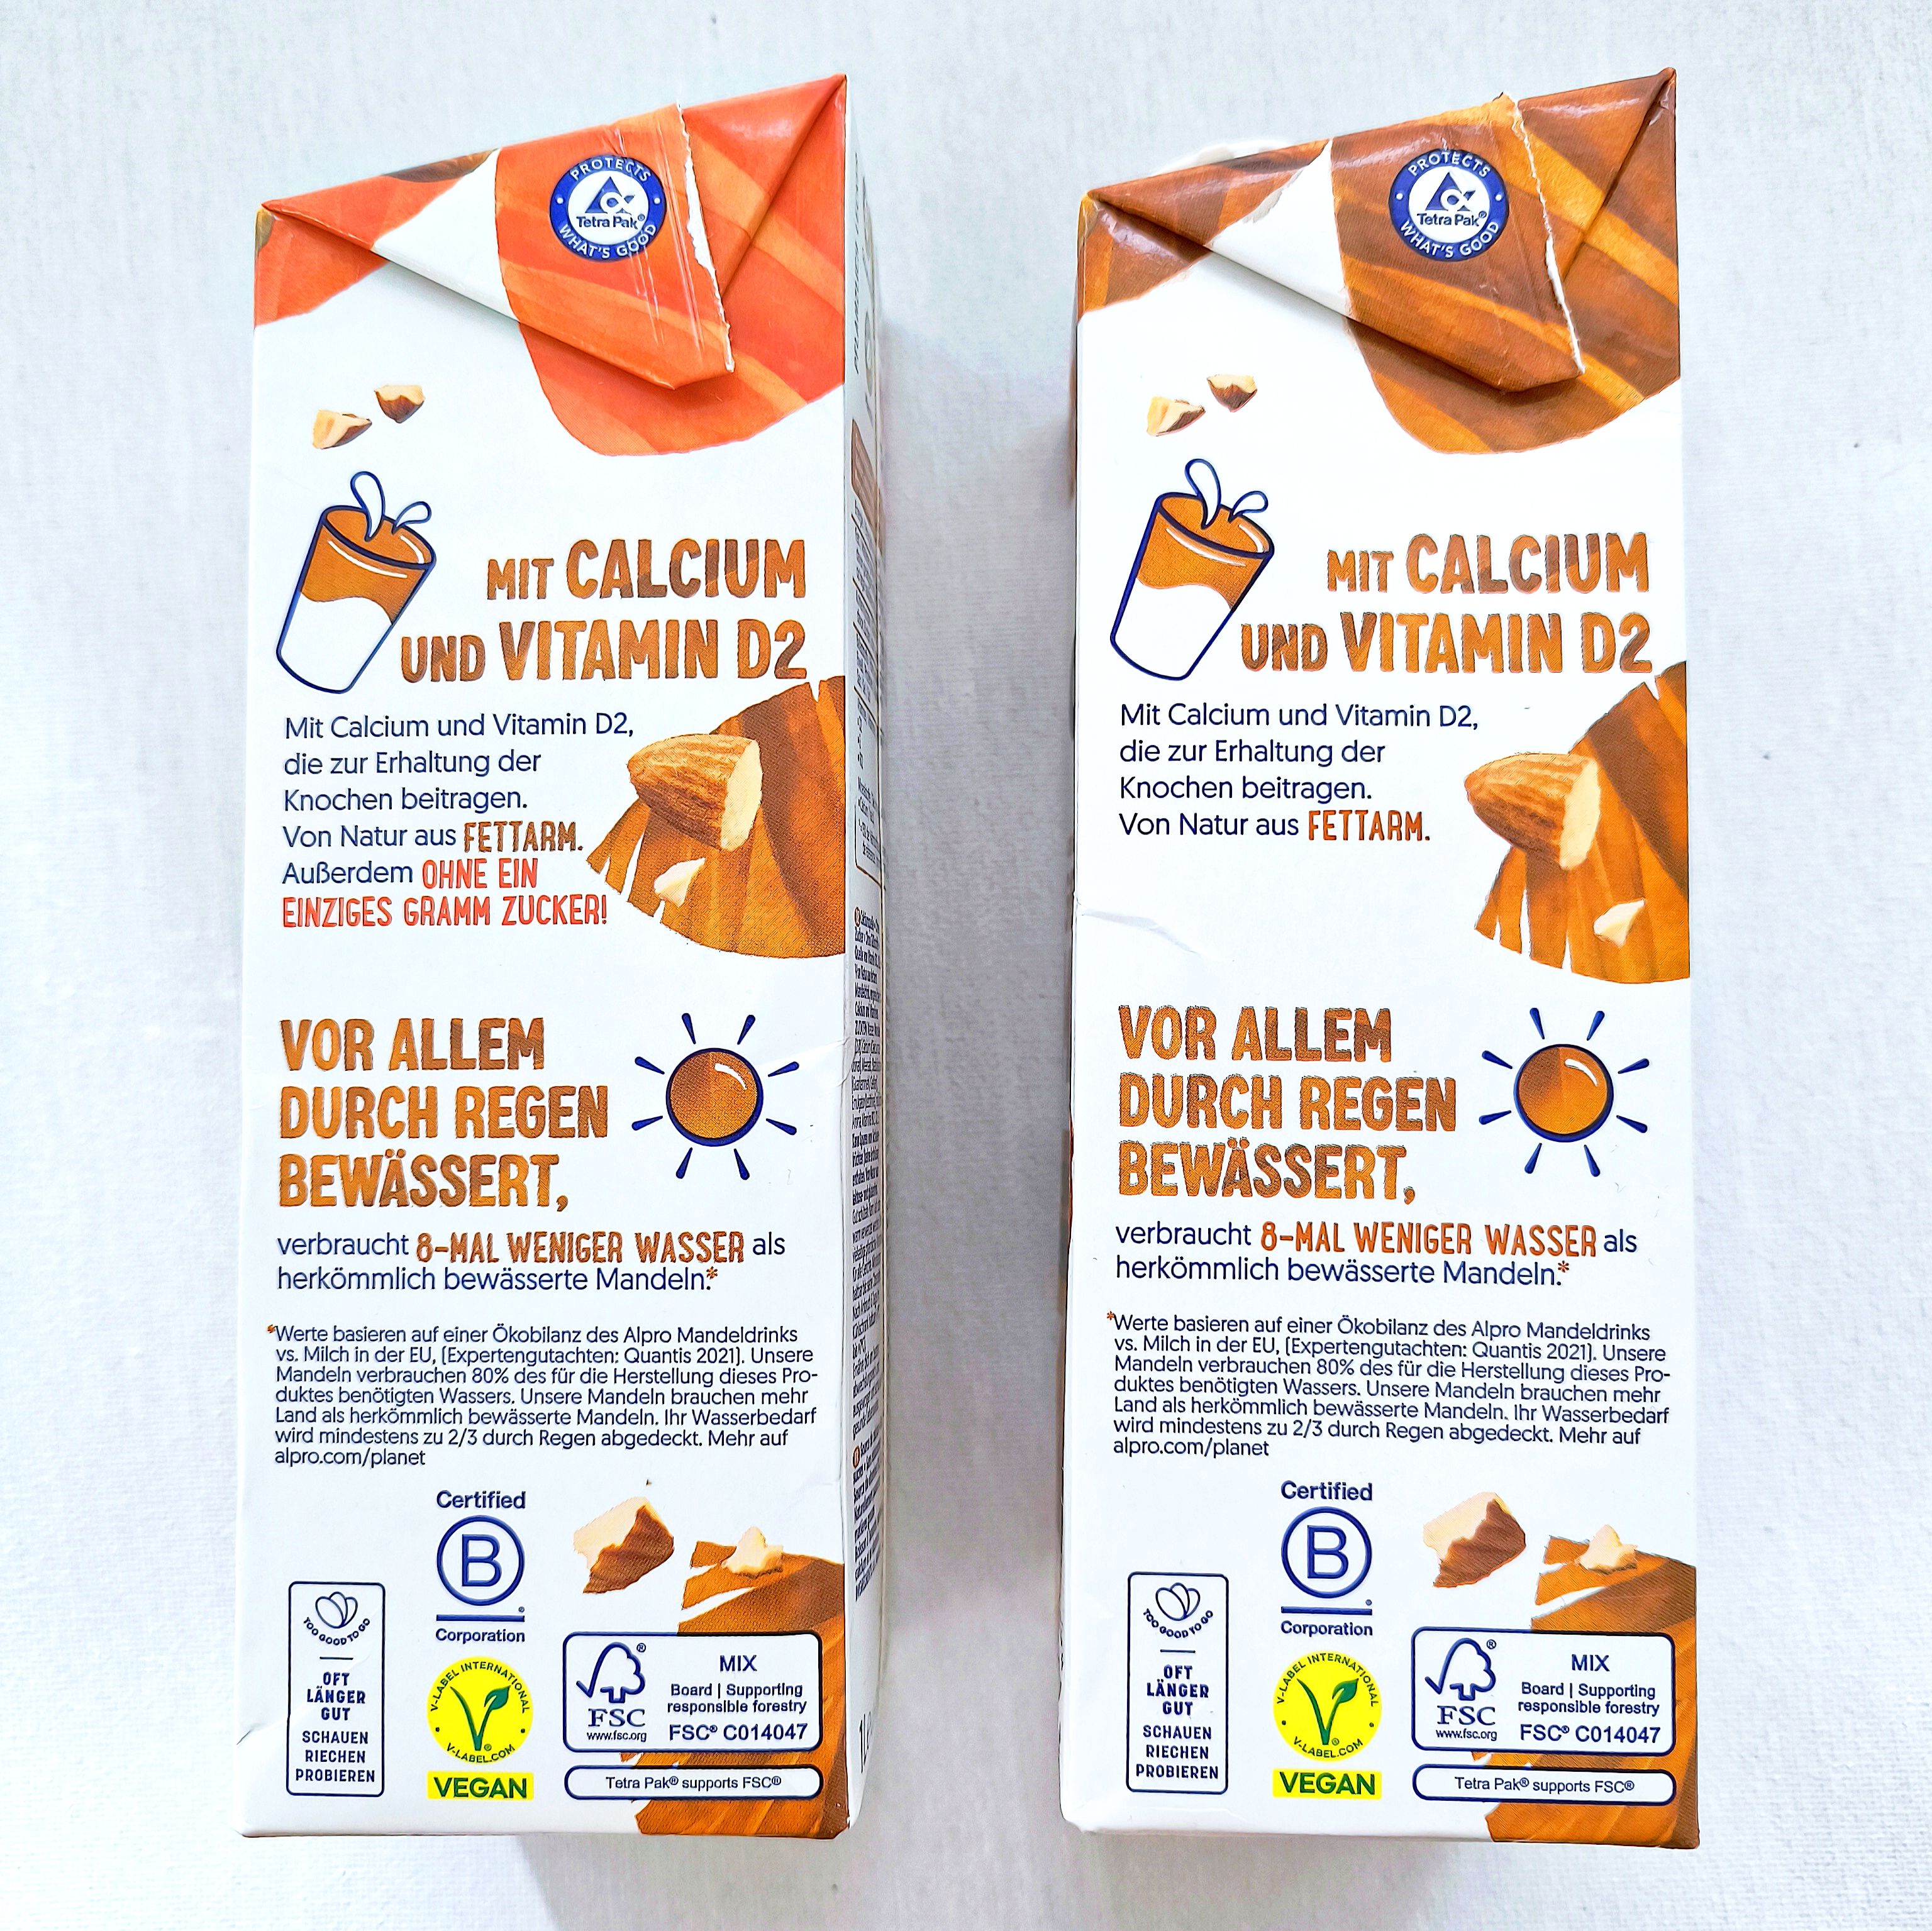 PROTECTS
Tetra Pak®
WHAT'S GOOD
MIT CALCIUM
UND VITAMIN D2
Mit Calcium und Vitamin D2,
die zur Erhaltung der
Knochen beitragen.
Von Natur aus FETTARM.
Außerdem OHNE EIN
EINZIGES GRAMM ZUCKER!
VOR ALLEM
DURCH REGEN
BEWÄSSERT,
verbraucht 8-MAL WENIGER WASSER als
herkömmlich bewässerte Mandeln.*
*Werte basieren auf einer Ökobilanz des Alpro Mandeldrinks
vs. Milch in der EU, (Expertengutachten: Quantis 2021). Unsere
Mandeln verbrauchen 80% des für die Herstellung dieses Pro-
duktes benötigten Wassers. Unsere Mandeln brauchen mehr
Land als herkömmlich bewässerte Mandeln. Ihr Wasserbedarf
wird mindestens zu 2/3 durch Regen abgedeckt. Mehr auf
alpro.com/planet
Certified
B
®
Corporation
TOO GOOD TO GO
OFT
LÄNGER
GUT
SCHAUEN
RIECHEN
PROBIEREN
V-LABEL INTERNATIONAL
V-LABEL.COM
®
VEGAN
®
FSC
www.fsc.org
MIX
Board | Supporting
responsible forestry
FSC® C014047
Tetra Pak® supports FSC®
PROTECTS
Tetra Pak®
WHAT'S GOOD
MIT CALCIUM
UND VITAMIN D2
Mit Calcium und Vitamin D2,
die zur Erhaltung der
Knochen beitragen.
Von Natur aus FETTARM.
VOR ALLEM
DURCH REGEN
BEWÄSSERT,
verbraucht 8-MAL WENIGER WASSER als
herkömmlich bewässerte Mandeln.*
*Werte basieren auf einer Ökobilanz des Alpro Mandeldrinks
vs. Milch in der EU, (Expertengutachten: Quantis 2021). Unsere
Mandeln verbrauchen 80% des für die Herstellung dieses Pro-
duktes benötigten Wassers. Unsere Mandeln brauchen mehr
Land als herkömmlich bewässerte Mandeln. Ihr Wasserbedarf
wird mindestens zu 2/3 durch Regen abgedeckt. Mehr auf
alpro.com/planet
Certified
B
®
Corporation
TOO GOOD TO GO
OFT
LÄNGER
GUT
SCHAUEN
RIECHEN
PROBIEREN
V-LABEL INTERNATIONAL
V-LABEL.COM
®
VEGAN
®
FSC
www.fsc.org
MIX
Board | Supporting
responsible forestry
FSC® C014047
Tetra Pak® supports FSC®